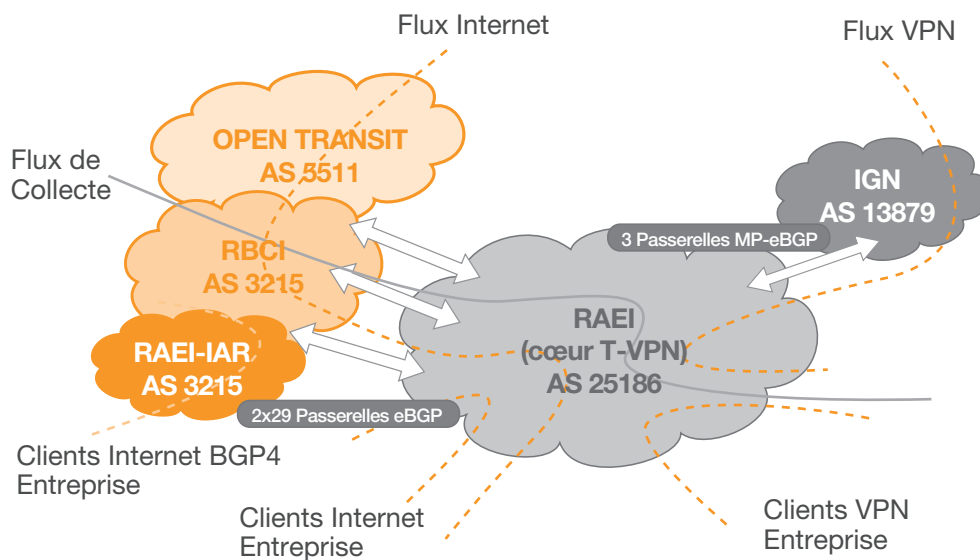 Flux Internet
Flux VPN
OPEN TRANSIT
AS 5511
Flux de
Collecte
IGN
AS 13879
3 Passerelles MP-eBGP
RBCI
AS 3215
RAEI
(cœur T-VPN)
AS 25186
RAEI-IAR
AS 3215
2x29 Passerelles eBGP
Clients Internet BGP4
Entreprise
Clients Internet
Entreprise
Clients VPN
Entreprise